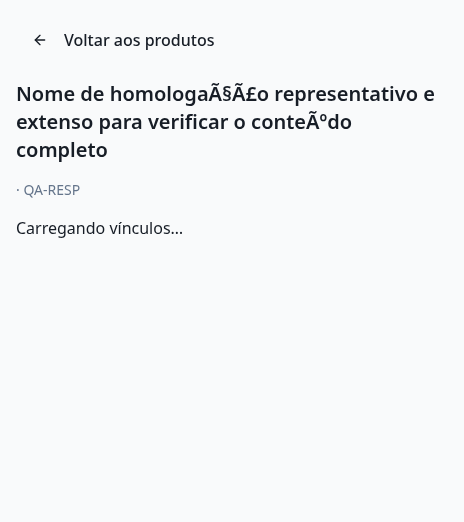 Voltar aos produtos
Nome de homologaÃ§Ã£o representativo e
extenso para verificar o conteÃºdo
completo
· QA-RESP
Carregando vínculos...